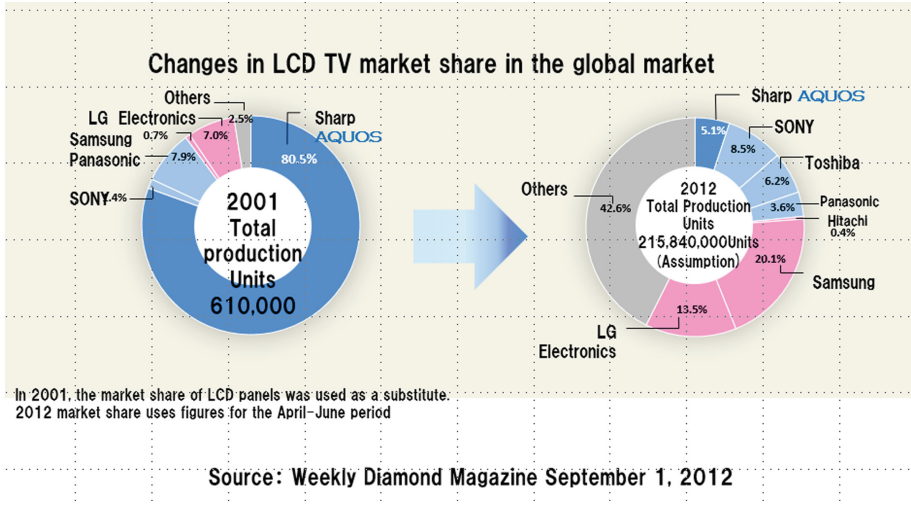 Changes in LCD TV market share in the global market
Others
2.5%
LG Electronics
7.0%
Samsung
0.7%
Panasonic
7.9%
SONY
.4%
Sharp
AQUOS
80.5%
2001
Total
production
Units
610,000
Sharp AQUOS
5.1%
SONY
8.5%
Toshiba
6.2%
Panasonic
3.6%
Hitachi
0.4%
Samsung
20.1%
LG
Electronics
13.5%
Others
42.6%
2012
Total Production
Units
215,840,000Units
(Assumption)
In 2001, the market share of LCD panels was used as a substitute.
2012 market share uses figures for the April-June period
Source: Weekly Diamond Magazine September 1, 2012